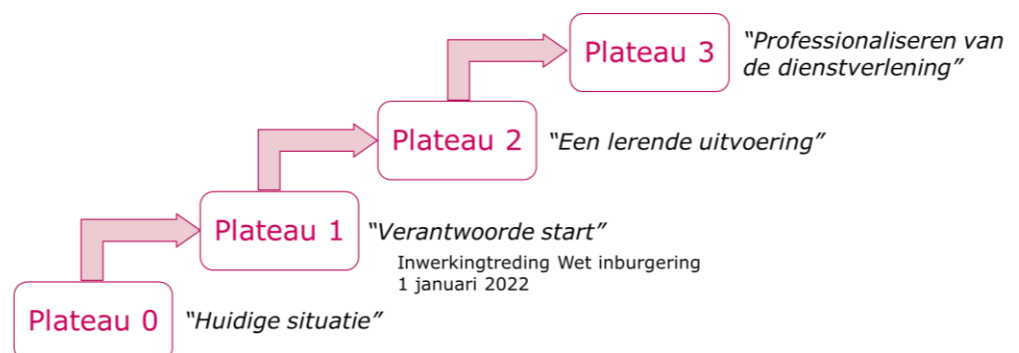 Plateau 3
“Professionaliseren van
de dienstverlening”
Plateau 2
“Een lerende uitvoering”
Plateau 1
“Verantwoorde start”
Inwerkingtreding Wet inburgering
1 januari 2022
Plateau 0
“Huidige situatie”